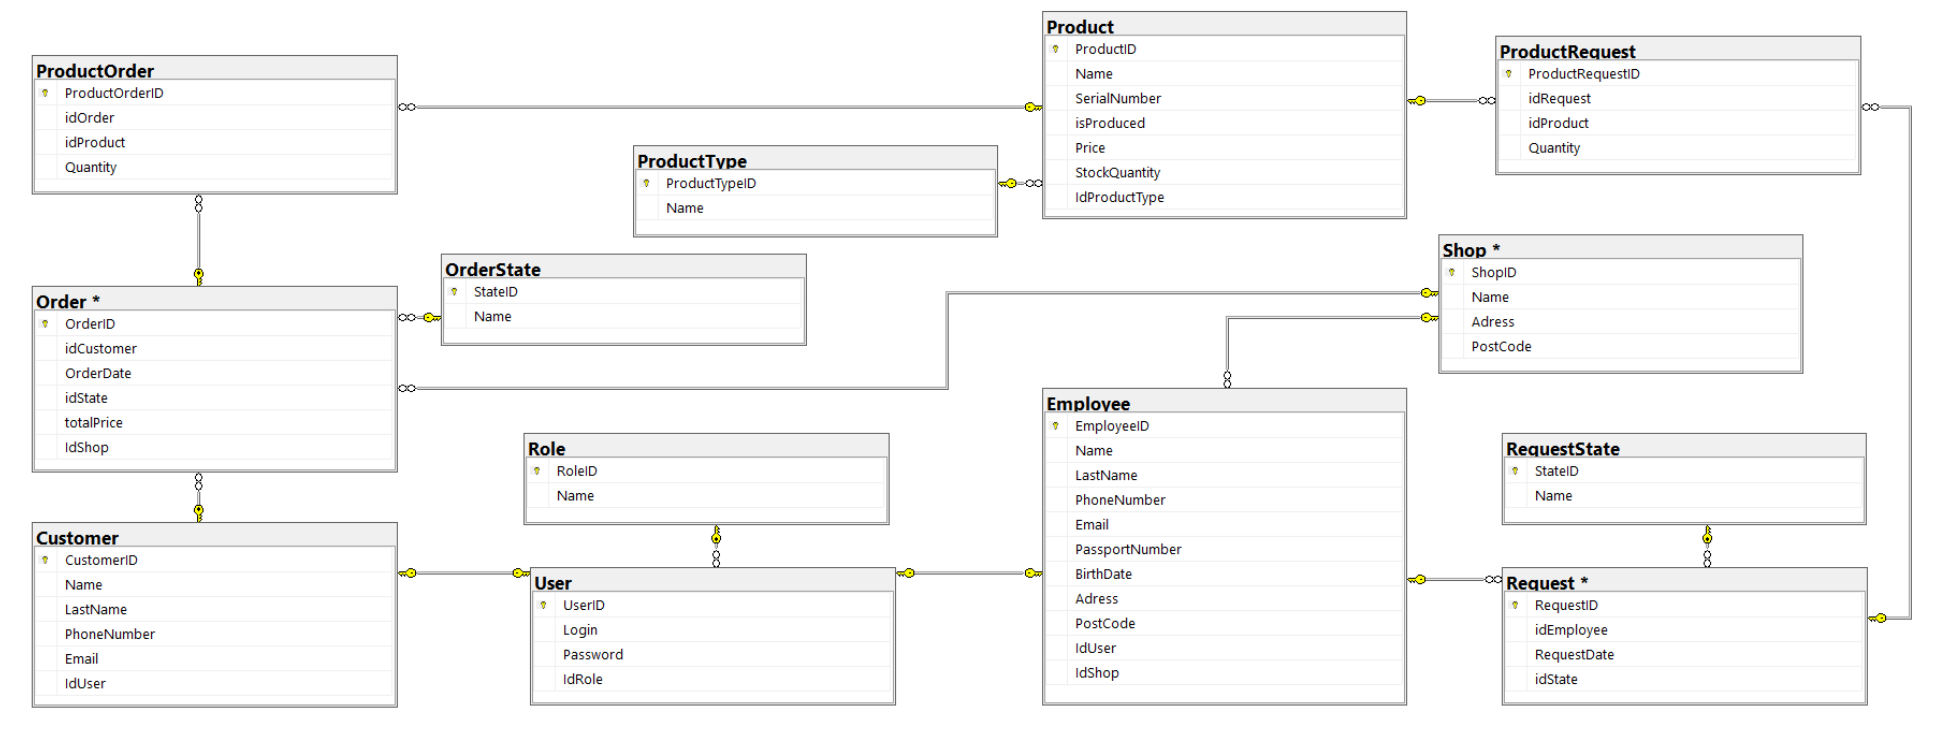 ProductOrder
ProductOrderID
idOrder
idProduct
Quantity
Product
ProductID
Name
SerialNumber
isProduced
Price
StockQuantity
IdProductType
ProductRequest
ProductRequestID
idRequest
idProduct
Quantity
ProductType
ProductTypeID
Name
Order *
OrderID
idCustomer
OrderDate
idState
totalPrice
IdShop
OrderState
StateID
Name
Shop *
ShopID
Name
Adress
PostCode
Role
RoleID
Name
Employee
EmployeeID
Name
LastName
PhoneNumber
Email
PassportNumber
BirthDate
Adress
PostCode
IdUser
IdShop
RequestState
StateID
Name
Customer
CustomerID
Name
LastName
PhoneNumber
Email
IdUser
User
UserID
Login
Password
IdRole
Request *
RequestID
idEmployee
RequestDate
idState